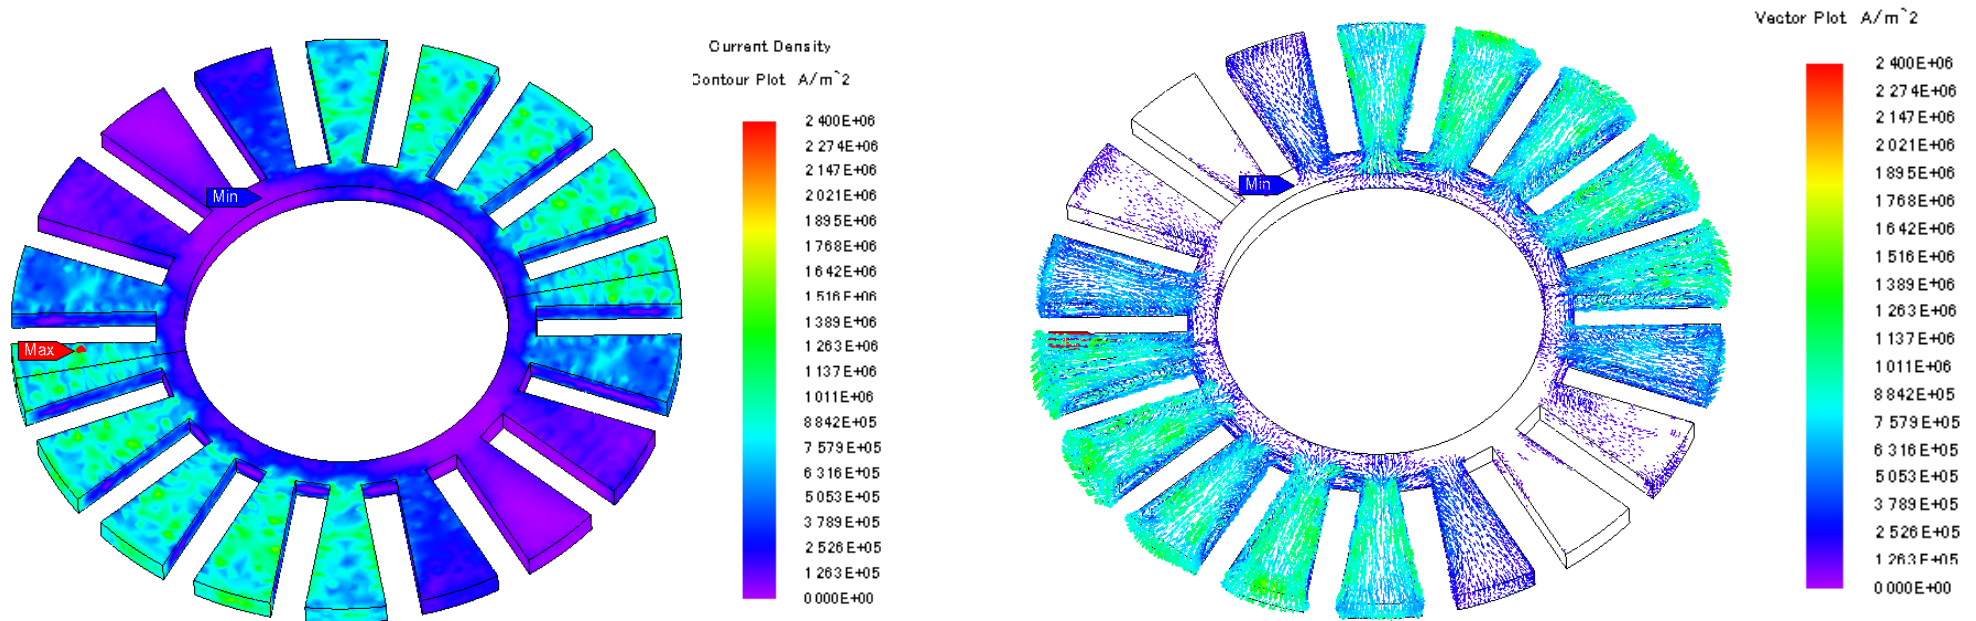 Current Density
Contour Plot A/m^2
2 400E+06
2 274E+06
2 147E+06
2 021E+06
1 895E+06
1 768E+06
1 642E+06
1 516E+06
1 389E+06
1 263E+06
1 137E+06
1 011E+06
8 842E+05
7 579E+05
6 316E+05
5 053E+05
3 789E+05
2 526E+05
1 263E+05
0 000E+00
Min
Max
Vector Plot A/m^2
2 400E+06
2 274E+06
2 147E+06
2 021E+06
1 895E+06
1 768E+06
1 642E+06
1 516E+06
1 389E+06
1 263E+06
1 137E+06
1 011E+06
8 842E+05
7 579E+05
6 316E+05
5 053E+05
3 789E+05
2 526E+05
1 263E+05
0 000E+00
Min